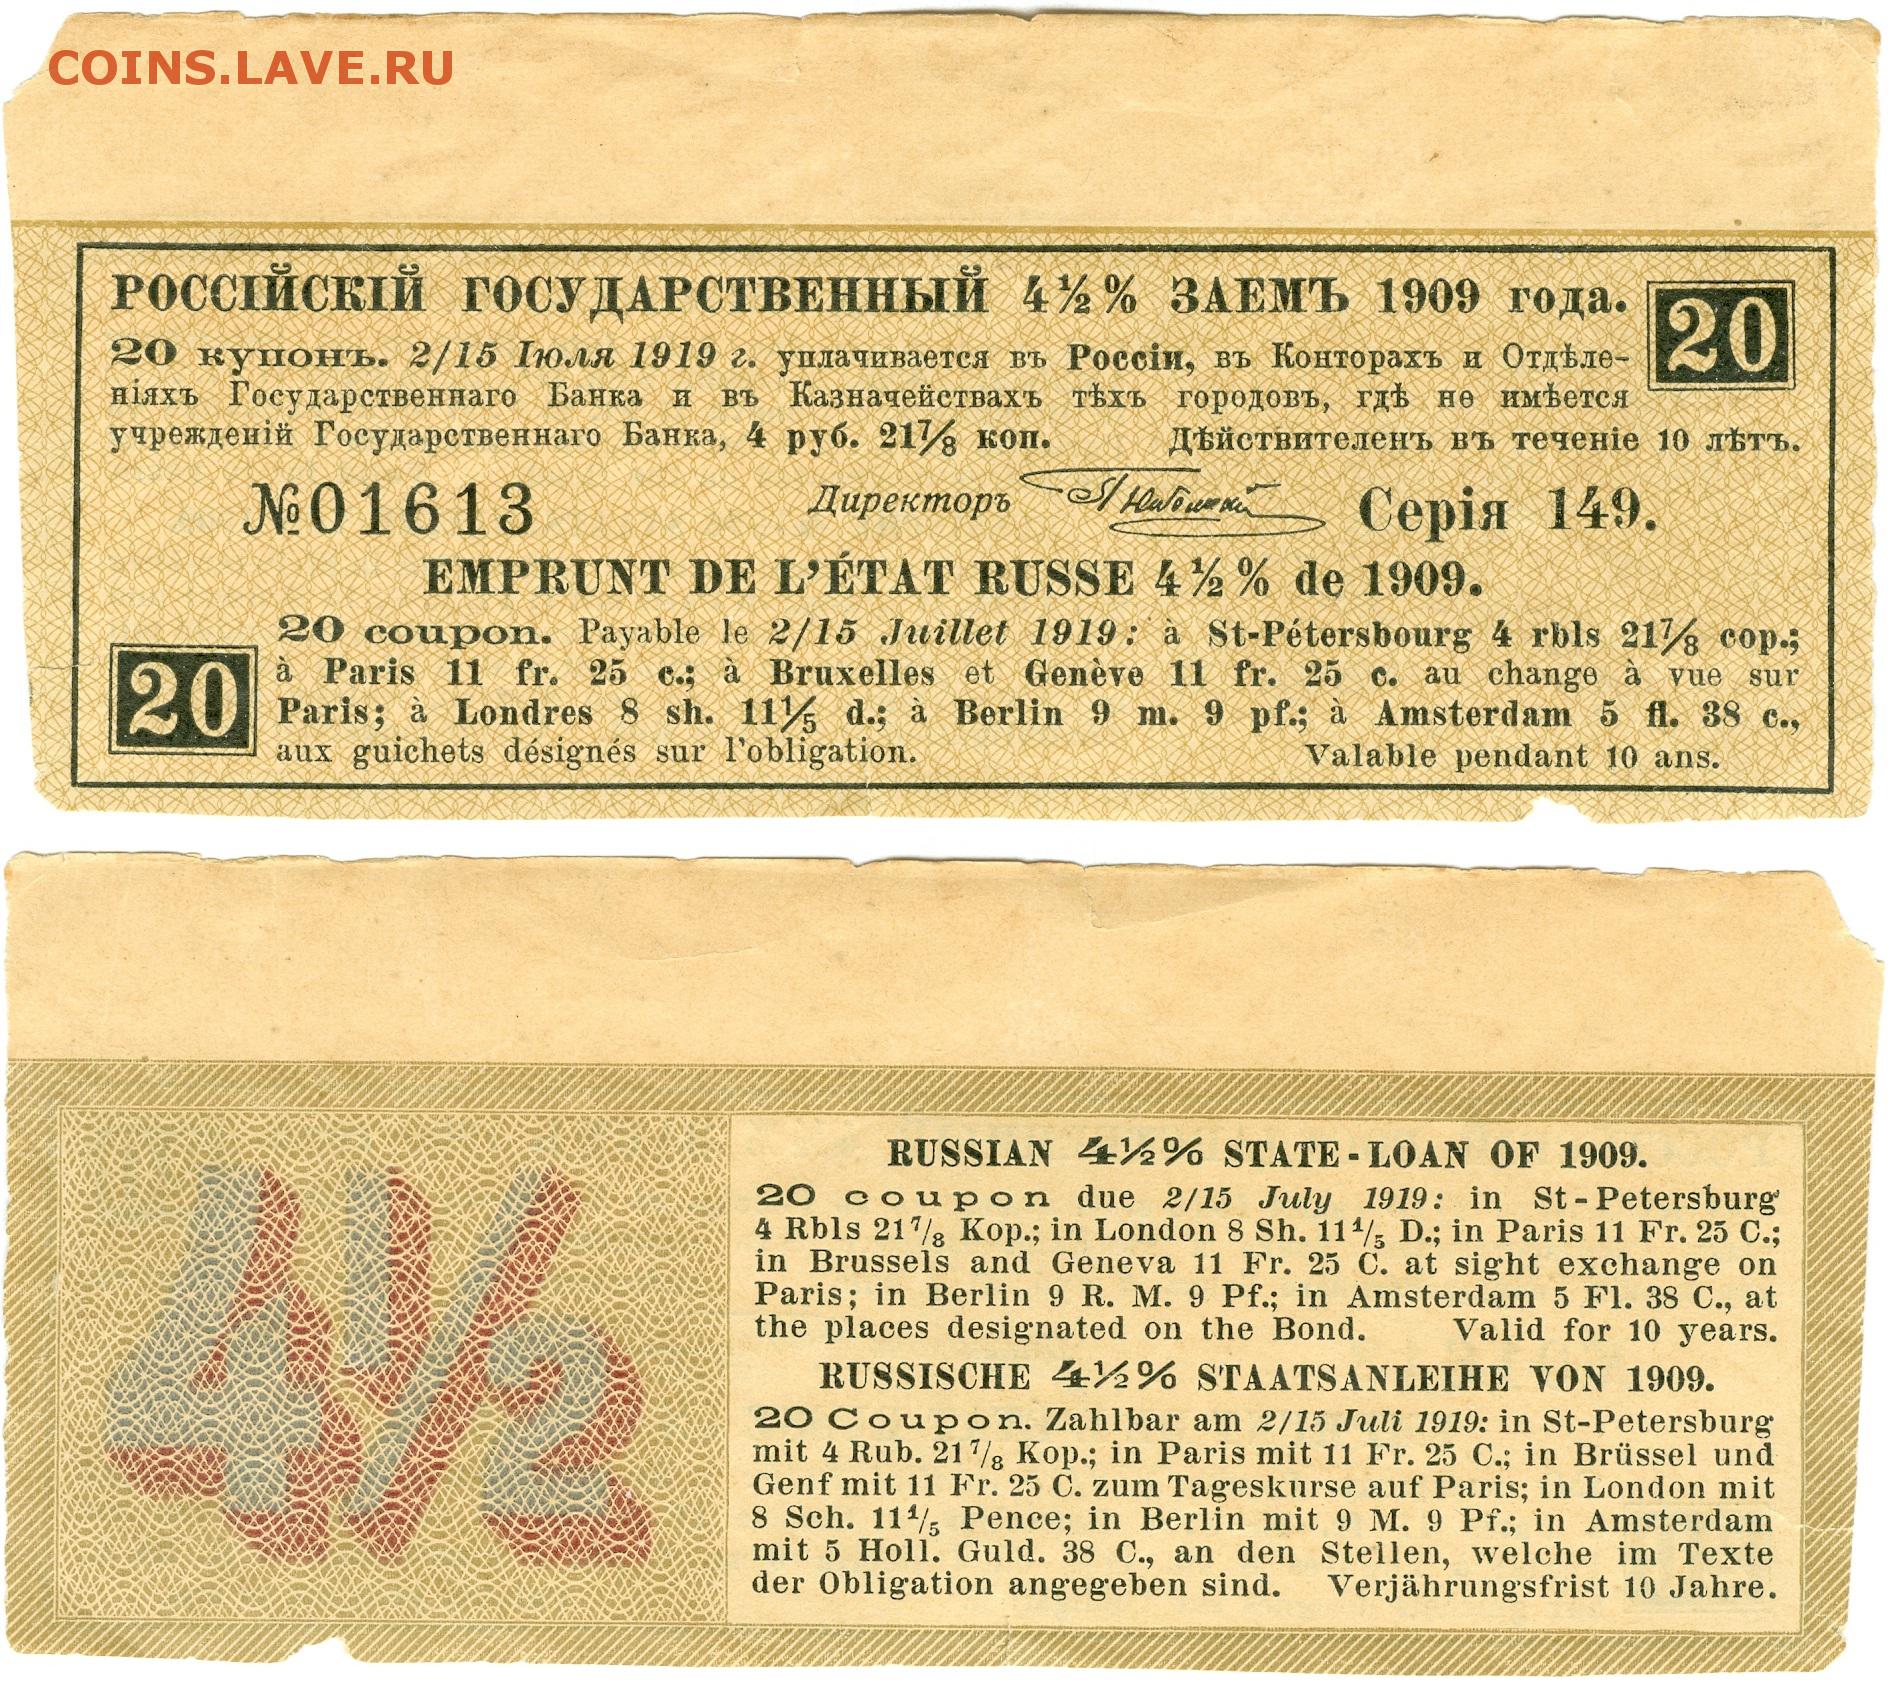 COINS.LAVE.RU
РОССІЙСКІЙ ГОСУДАРСТВЕННЫЙ 4½% ЗАЕМЪ 1909 года.
20
20 купонъ. 2/15 Іюля 1919 г. уплачивается въ Россіи, въ Конторахъ и Отдѣле-
ніяхъ Государственнаго Банка и въ Казначействахъ тѣхъ городовъ, гдѣ не имѣется
учрежденій Государственнаго Банка, 4 руб. 21⅞ коп. Дѣйствителенъ въ теченіе 10 лѣтъ.
№01613 Директоръ Серія 149.
EMPRUNT DE L'ÉTAT RUSSE 4½% de 1909.
20 coupon. Payable le 2/15 Juillet 1919: à St-Pétersbourg 4 rbls 21⅞ cop.;
à Paris 11 fr. 25 c.; à Bruxelles et Genève 11 fr. 25 c. au change à vue sur
20
Paris; à Londres 8 sh. 11⅕ d.; à Berlin 9 m. 9 pf.; à Amsterdam 5 fl. 38 c.,
aux guichets désignés sur l'obligation. Valable pendant 10 ans.
4½
RUSSIAN 4½% STATE-LOAN OF 1909.
20 coupon due 2/15 July 1919: in St-Petersburg
4 Rbls 21⅞ Kop.; in London 8 Sh. 11⅕ D.; in Paris 11 Fr. 25 C.;
in Brussels and Geneva 11 Fr. 25 C. at sight exchange on
Paris; in Berlin 9 R. M. 9 Pf.; in Amsterdam 5 Fl. 38 C., at
the places designated on the Bond. Valid for 10 years.
RUSSISCHE 4½% STAATSANLEIHE VON 1909.
20 Coupon. Zahlbar am 2/15 Juli 1919: in St-Petersburg
mit 4 Rub. 21⅞ Kop.; in Paris mit 11 Fr. 25 C.; in Brüssel und
Genf mit 11 Fr. 25 C. zum Tageskurse auf Paris; in London mit
8 Sch. 11⅕ Pence; in Berlin mit 9 M. 9 Pf.; in Amsterdam
mit 5 Holl. Guld. 38 C., an den Stellen, welche im Texte
der Obligation angegeben sind. Verjährungsfrist 10 Jahre.